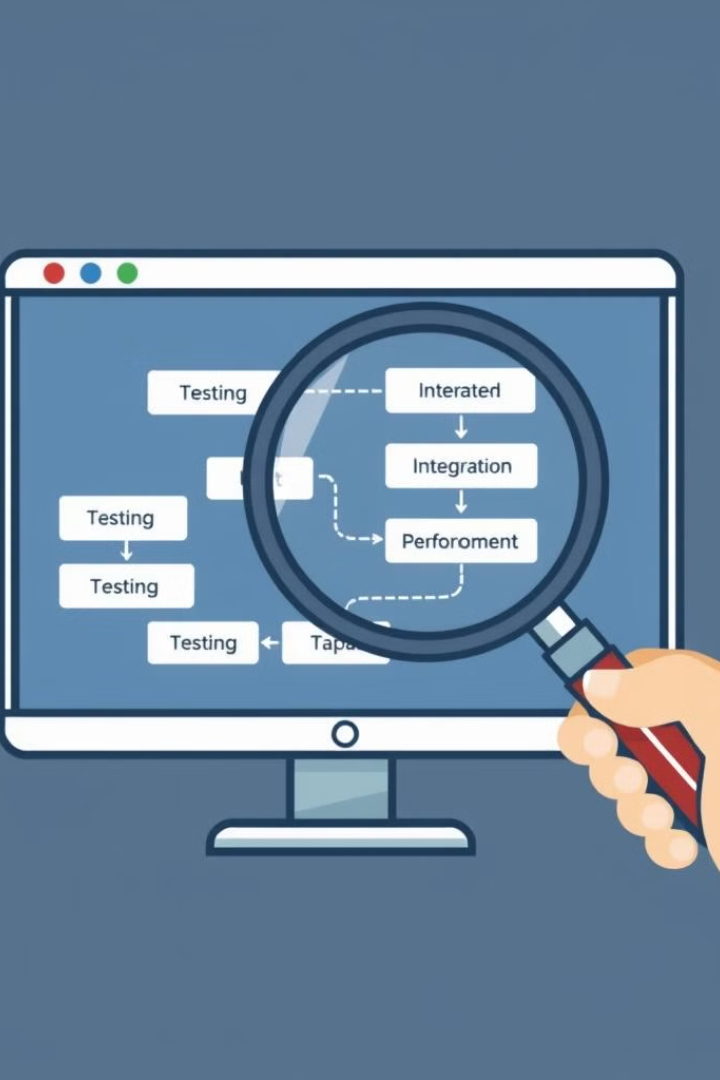 Testing
Interated
Integration
Testing
Perforoment
Testing
Testing